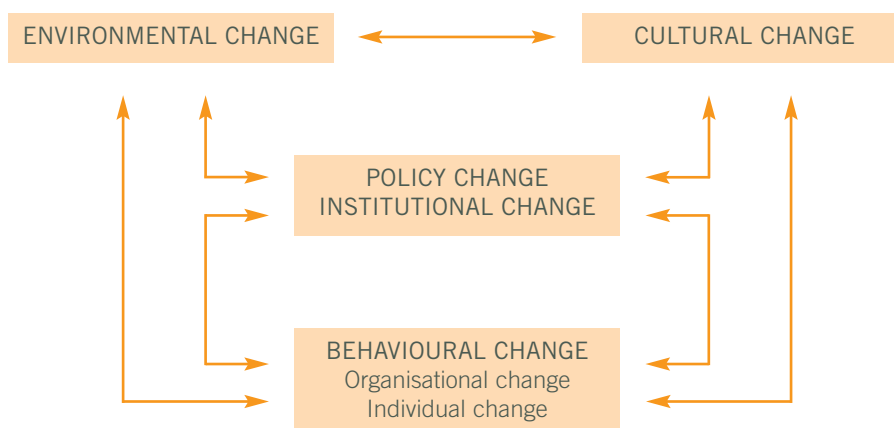 ENVIRONMENTAL CHANGE
CULTURAL CHANGE
POLICY CHANGE
INSTITUTIONAL CHANGE
BEHAVIOURAL CHANGE
Organisational change
Individual change